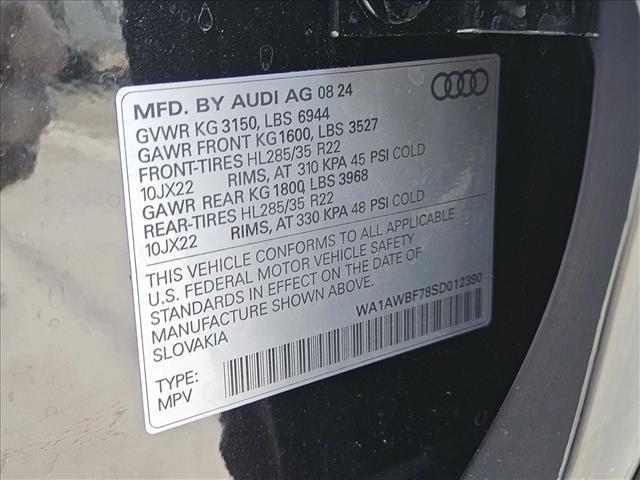 MFD. BY AUDI AG 08 24
GVWR KG 3150, LBS 6944
GAWR FRONT KG1600, LBS 3527
FRONT-TIRES HL285/35 R22
10JX22 RIMS, AT 310 KPA 45 PSI COLD
GAWR REAR KG1800, LBS 3968
REAR-TIRES HL285/35 R22
10JX22 RIMS, AT 330 KPA 48 PSI COLD
THIS VEHICLE CONFORMS TO ALL APPLICABLE
U.S. FEDERAL MOTOR VEHICLE SAFETY
STANDARDS IN EFFECT ON THE DATE OF
MANUFACTURE SHOWN ABOVE.
SLOVAKIA
WA1AWBF78SD012390
TYPE:
MPV